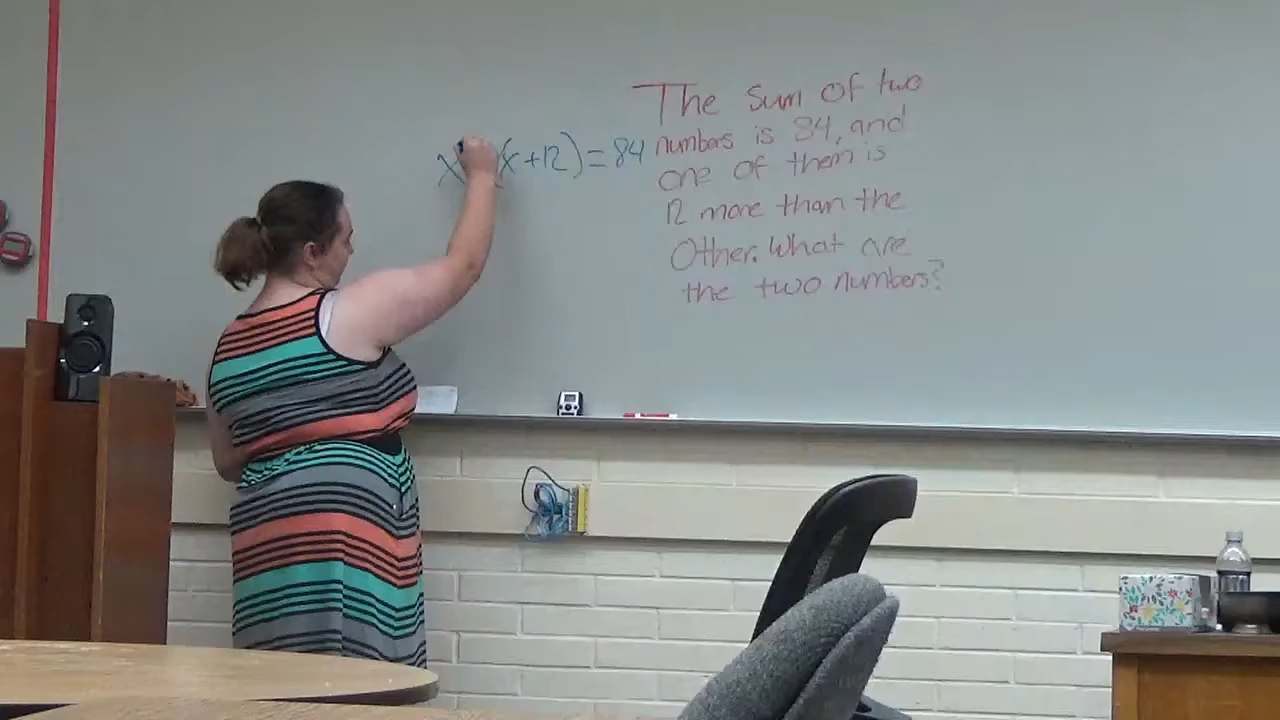 x (x+12)=84
The Sum of two
numbers is 84, and
one of them is
12 more than the
Other. What are
the two numbers?